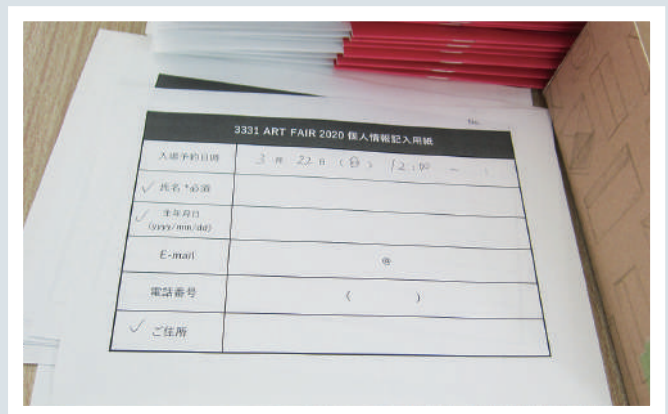 No.
3331 ART FAIR 2020 個人情報記入用紙
入場予約日時 3 月 22 日 (日) 12:00 ー :
✓ 氏名 *必須
✓ 生年月日
(yyyy/mm/dd)
E-mail @
電話番号 ( )
✓ ご住所